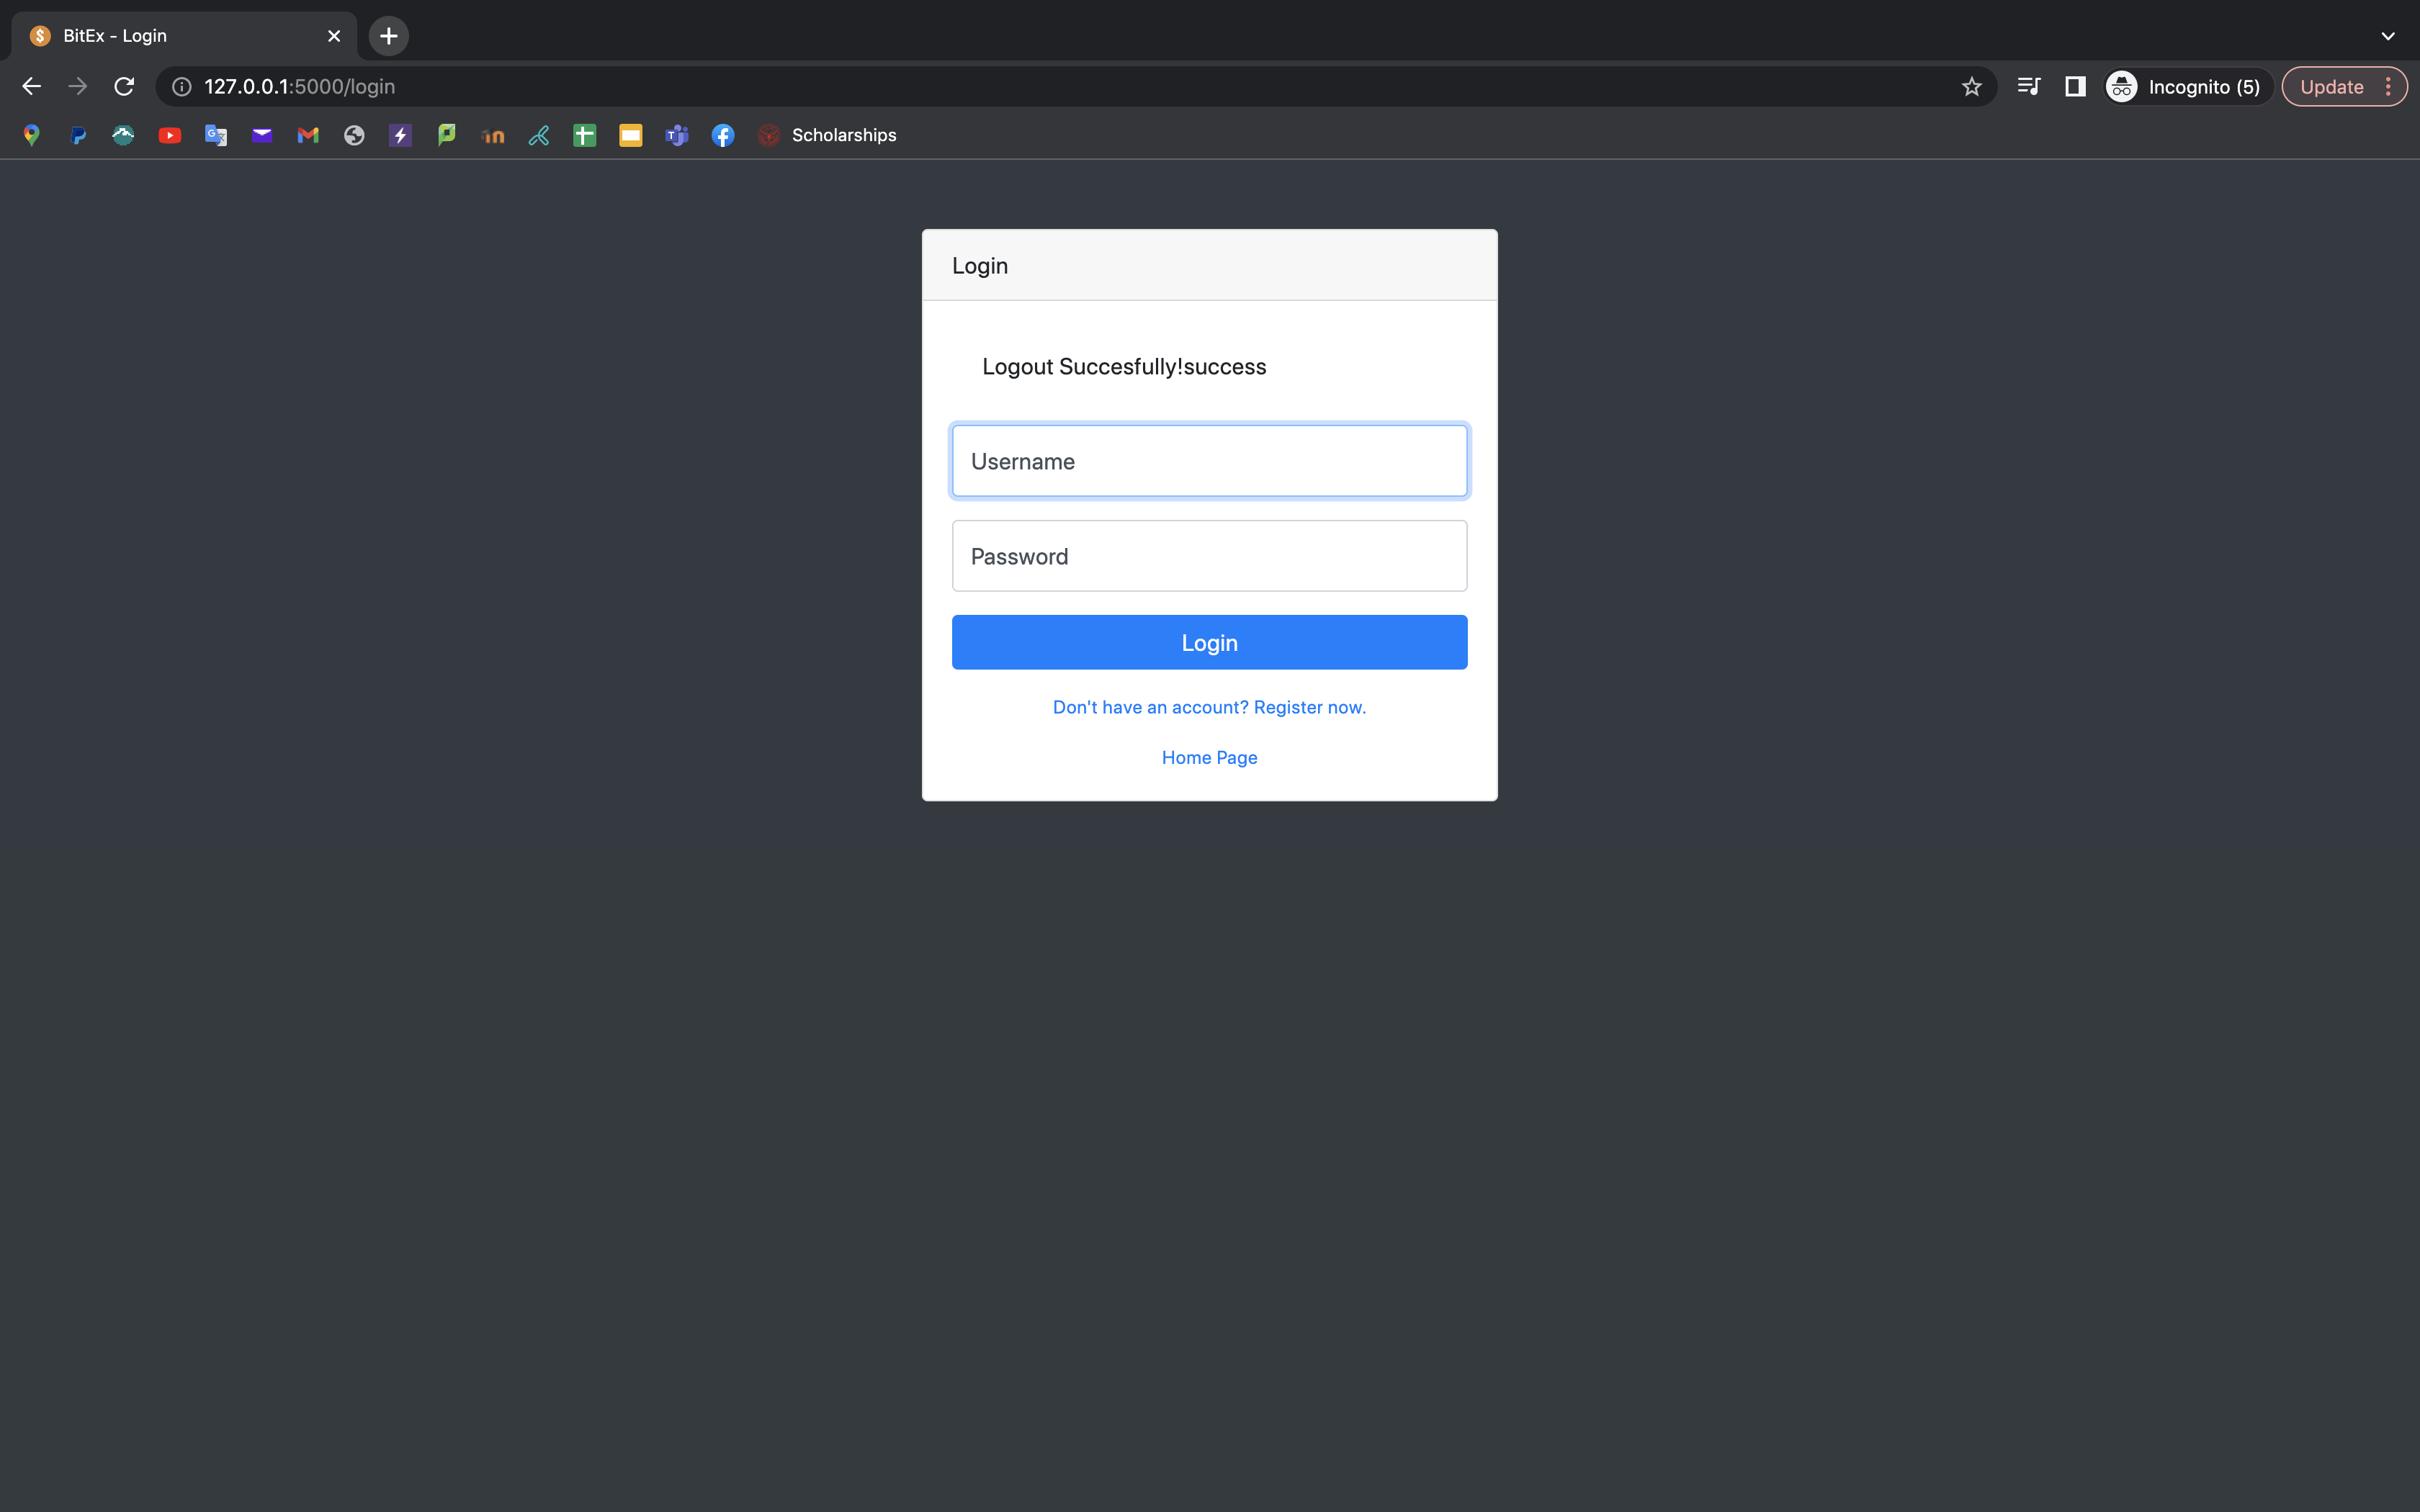 BitEx - Login
127.0.0.1:5000/login
Incognito (5)
Update
Scholarships
Login
Logout Succesfully!success
Username
Password
Login
Don't have an account? Register now.
Home Page